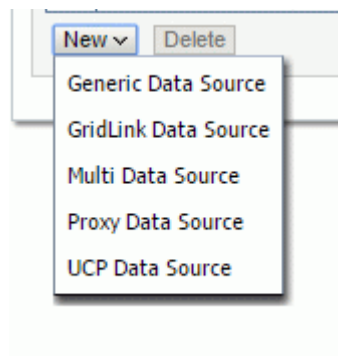 New Delete
Generic Data Source
GridLink Data Source
Multi Data Source
Proxy Data Source
UCP Data Source